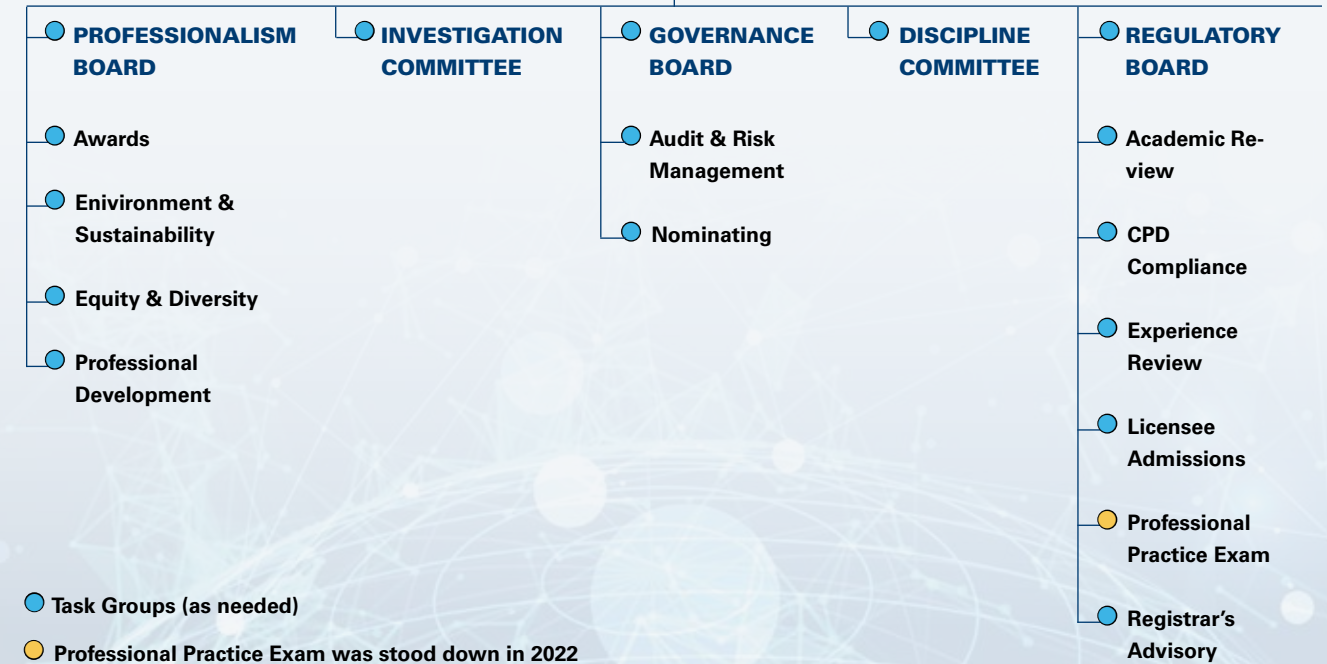 PROFESSIONALISM
BOARD
Awards
Enivironment &
Sustainability
Equity & Diversity
Professional
Development
INVESTIGATION
COMMITTEE
GOVERNANCE
BOARD
Audit & Risk
Management
Nominating
DISCIPLINE
COMMITTEE
REGULATORY
BOARD
Academic Re-
view
CPD
Compliance
Experience
Review
Licensee
Admissions
Professional
Practice Exam
Registrar’s
Advisory
Task Groups (as needed)
Professional Practice Exam was stood down in 2022